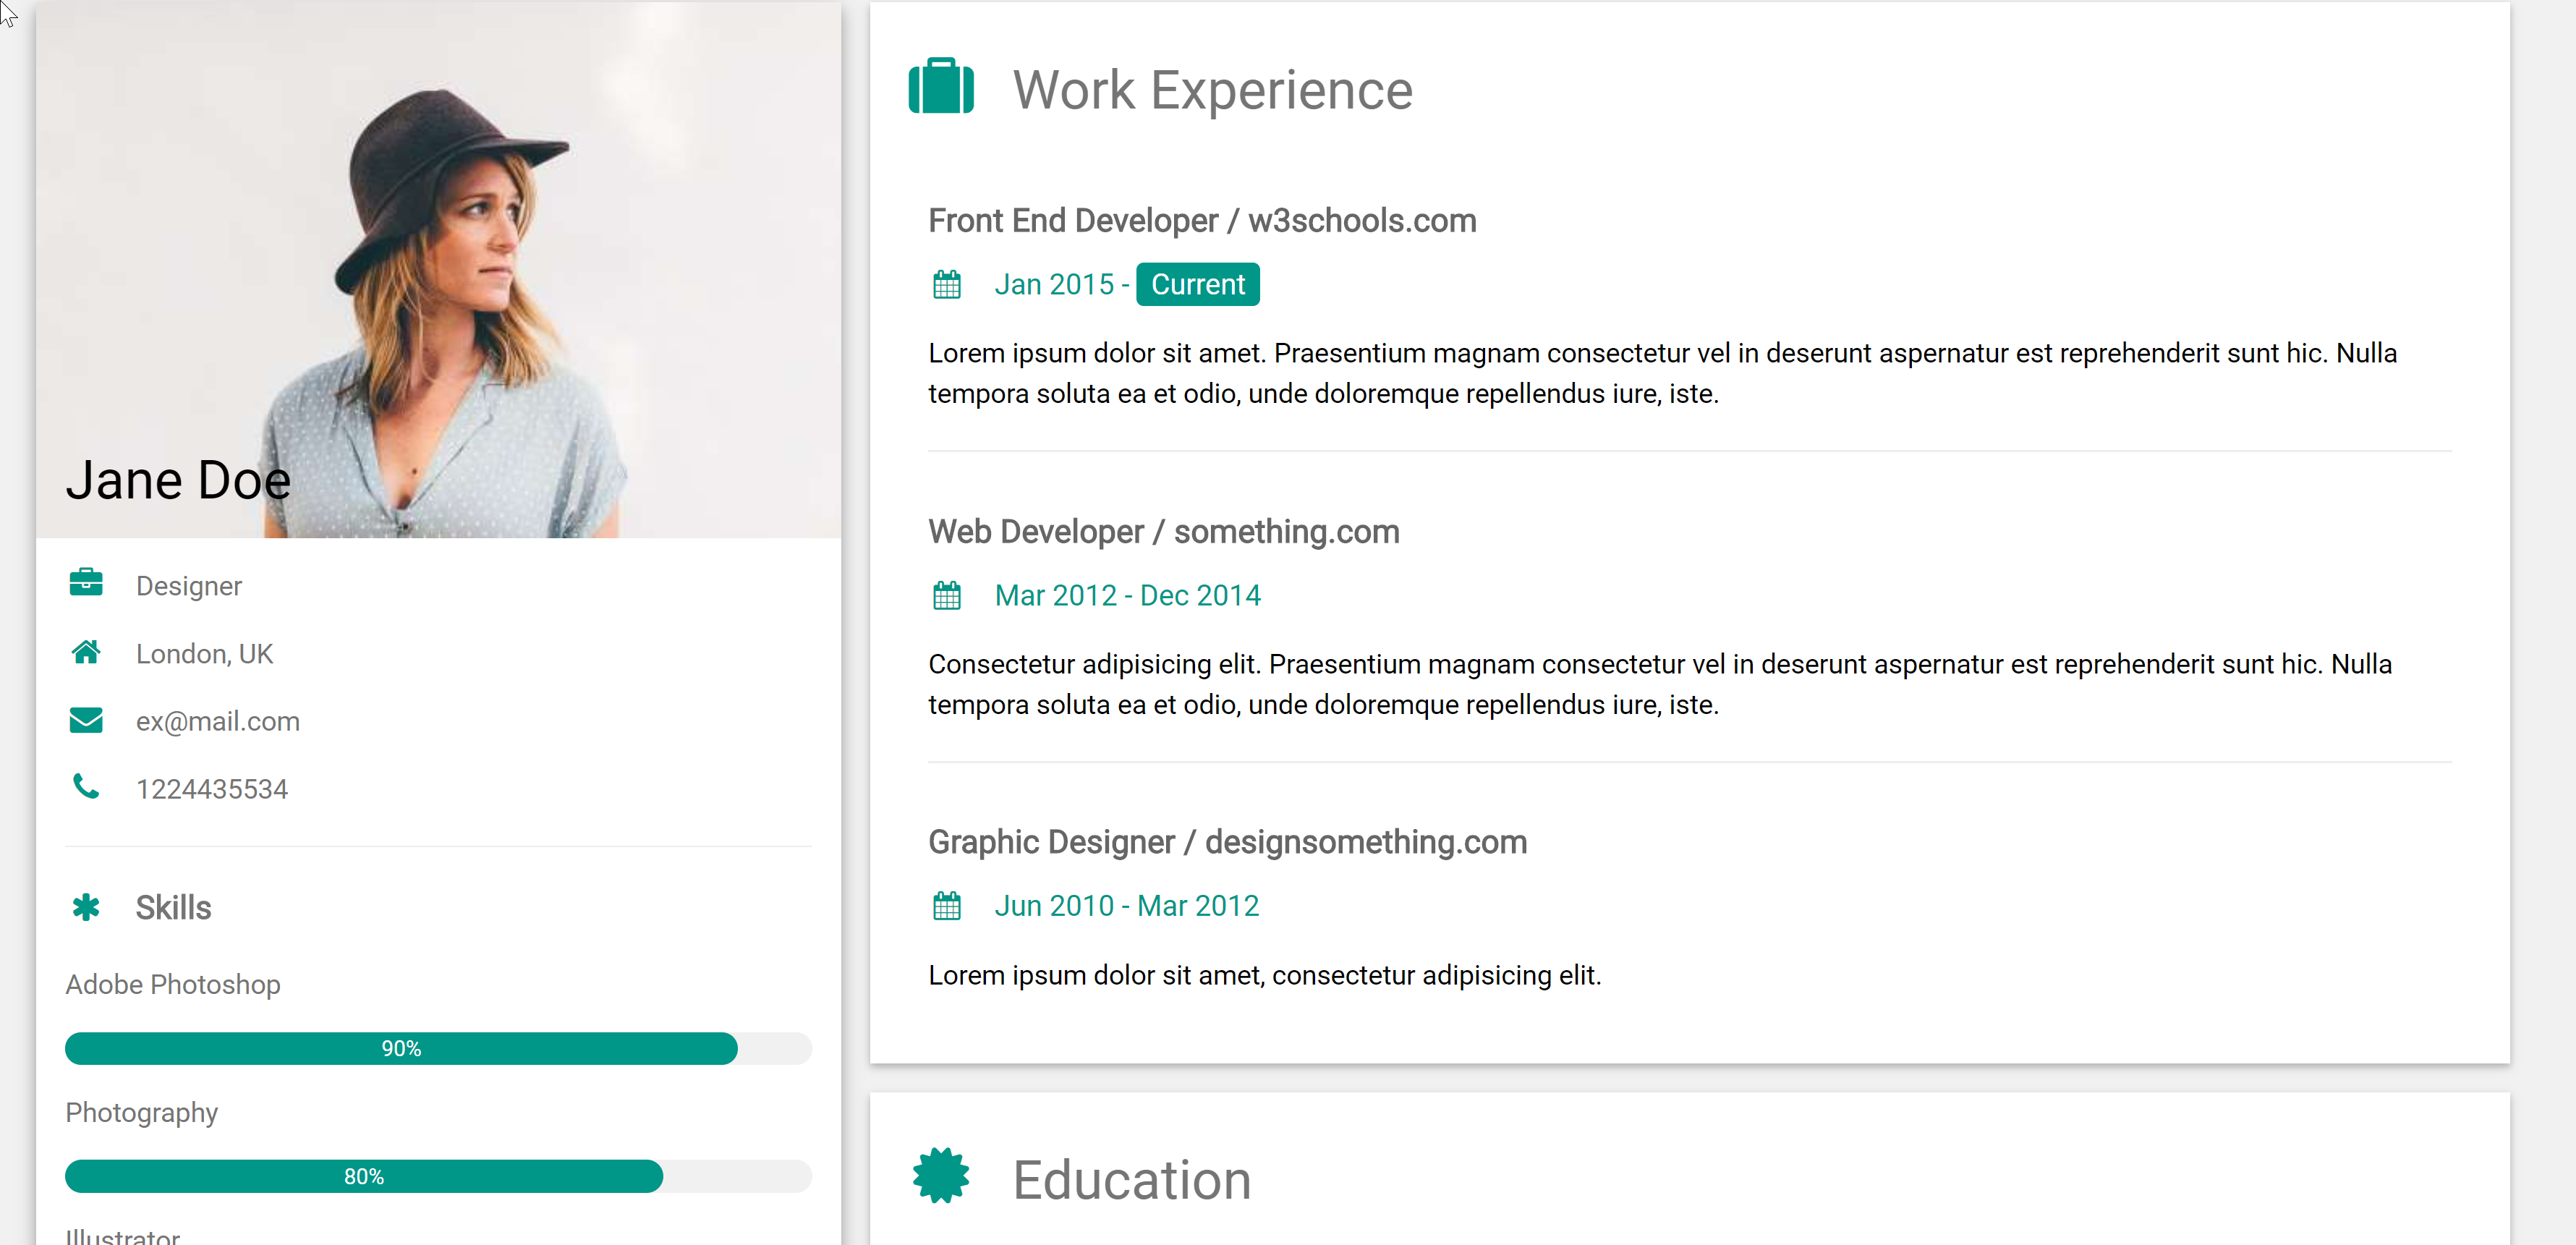 Jane Doe
Designer
London, UK
ex@mail.com
1224435534
Skills
Adobe Photoshop
90%
Photography
80%
Illustrator
Work Experience
Front End Developer / w3schools.com
Jan 2015 - Current
Lorem ipsum dolor sit amet. Praesentium magnam consectetur vel in deserunt aspernatur est reprehenderit sunt hic. Nulla
tempora soluta ea et odio, unde doloremque repellendus iure, iste.
Web Developer / something.com
Mar 2012 - Dec 2014
Consectetur adipisicing elit. Praesentium magnam consectetur vel in deserunt aspernatur est reprehenderit sunt hic. Nulla
tempora soluta ea et odio, unde doloremque repellendus iure, iste.
Graphic Designer / designsomething.com
Jun 2010 - Mar 2012
Lorem ipsum dolor sit amet, consectetur adipisicing elit.
Education